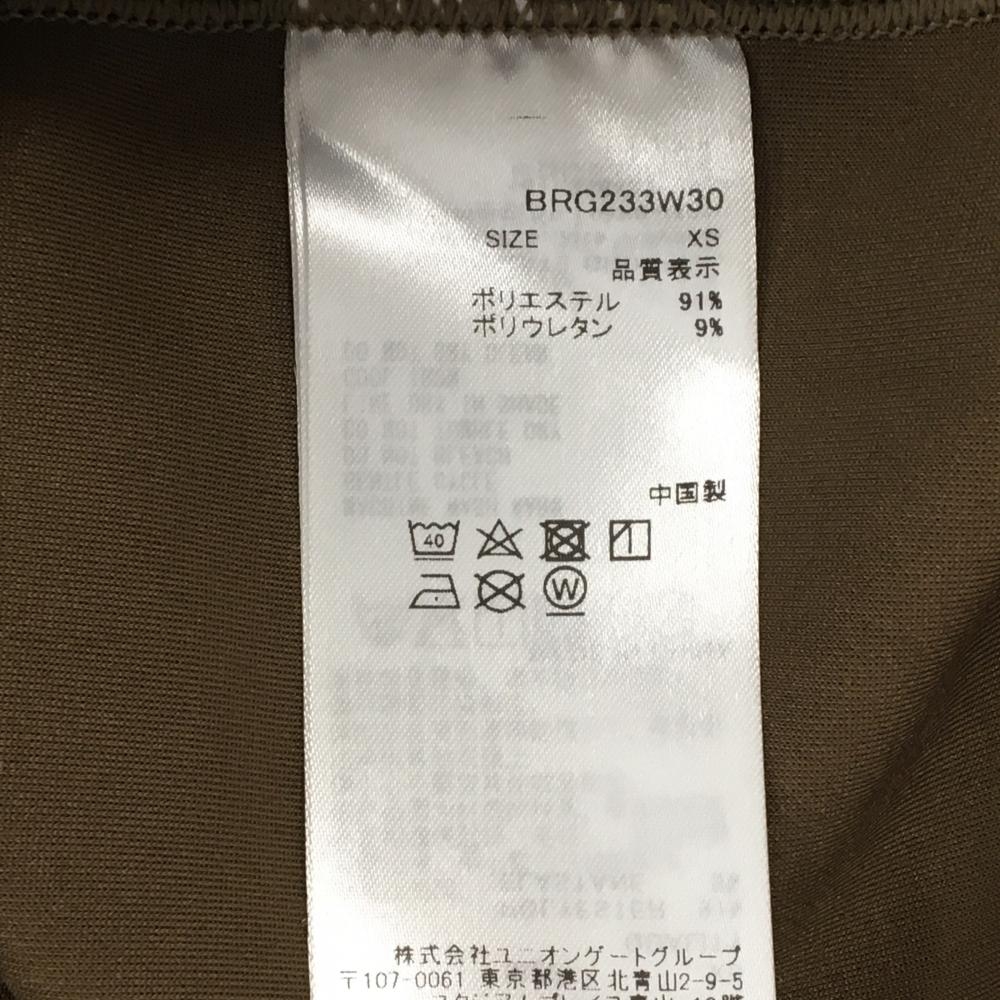 BRG233W30
SIZE XS
品質表示
ポリエステル 91%
ポリウレタン 9%
中国製
40
W
株式会社ユニオンゲートグループ
〒107-0061 東京都港区北青山2-9-5